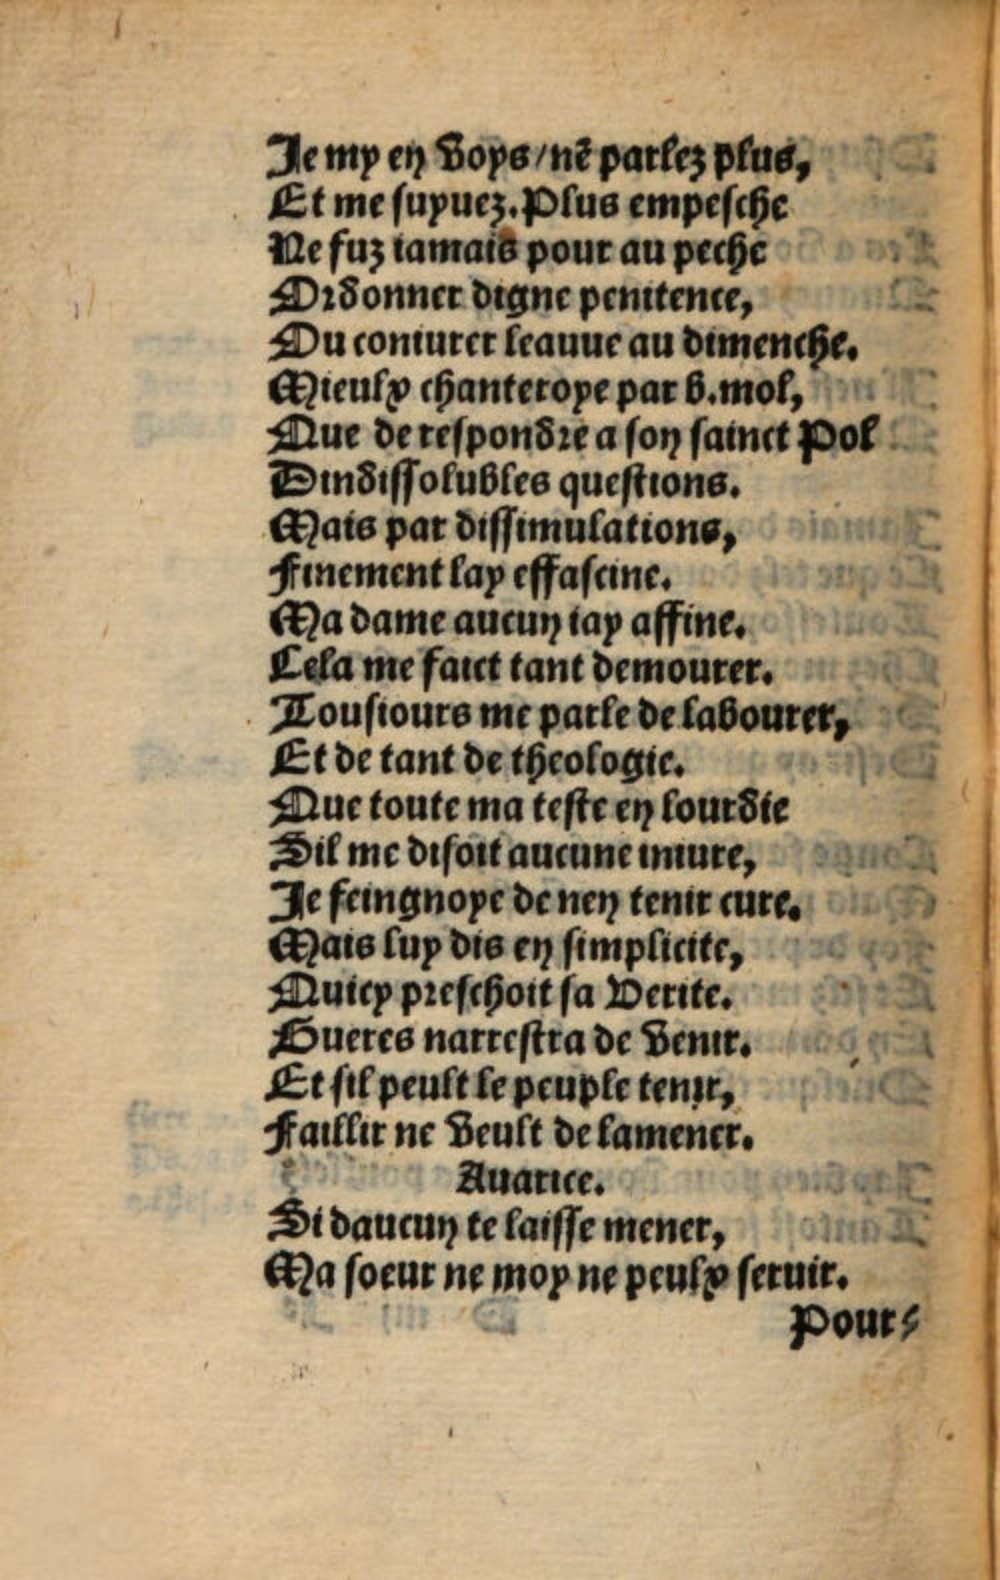 Je my en voys/nẽ parlez plus,
Et me suyuez. Plus empesche
Ne fuz iamais pour au peche
Ordonner digne penitence,
Ou coniurer leauue au dimenche.
Mieulx chanteroye par b.mol,
Que de respondre a son sainct Pol
Dindissolubles questions.
Mais par dissimulations,
Finement lay effascine.
Ma dame aucun iay affine.
Cela me faict tant demourer.
Tousiours me parle de labourer,
Et de tant de theologie.
Que toute ma teste en lourdie
Sil me disoit aucune iniure,
Je feingnoye de nen tenir cure.
Mais luy dis en simplicite,
Quicy preschoit sa Verite.
Gueres narrestra de venir.
Et sil peult le peuple tenir,
Faillir ne veult de lamener.
Auarice.
Si daucun te laisse mener,
Ma soeur ne moy ne peulx seruir.
Pour⸗